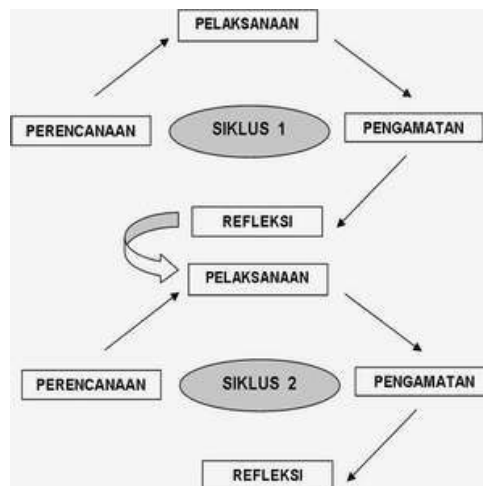 PELAKSANAAN
PERENCANAAN
SIKLUS 1
PENGAMATAN
REFLEKSI
PELAKSANAAN
PERENCANAAN
SIKLUS 2
PENGAMATAN
REFLEKSI